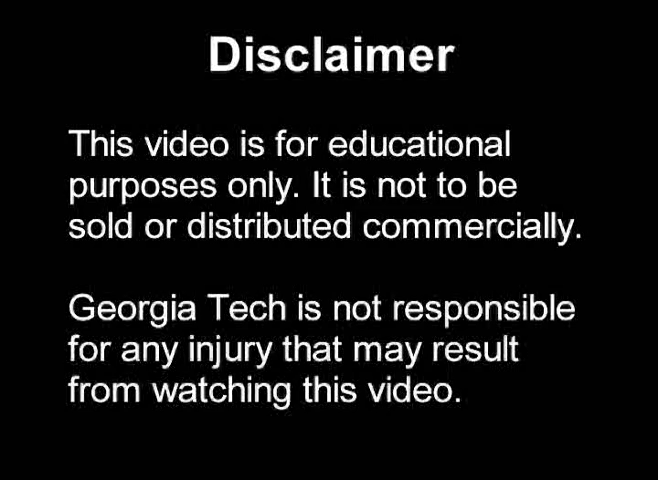 Disclaimer
This video is for educational
purposes only. It is not to be
sold or distributed commercially.
Georgia Tech is not responsible
for any injury that may result
from watching this video.